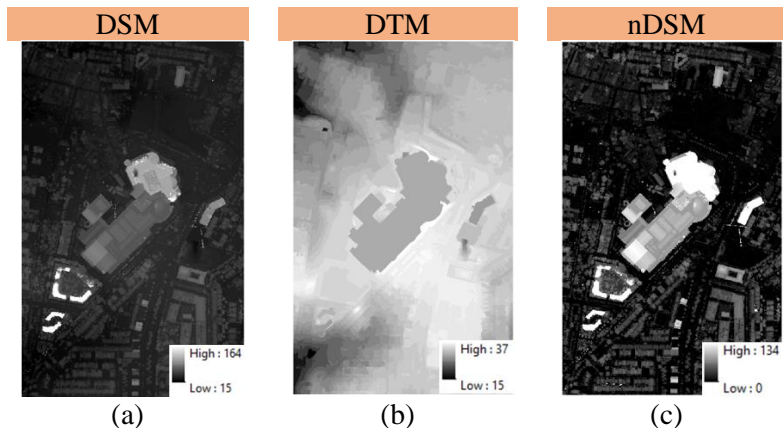 DSM
DTM
nDSM
High : 164
Low : 15
High : 37
Low : 15
High : 134
Low : 0
(a)
(b)
(c)